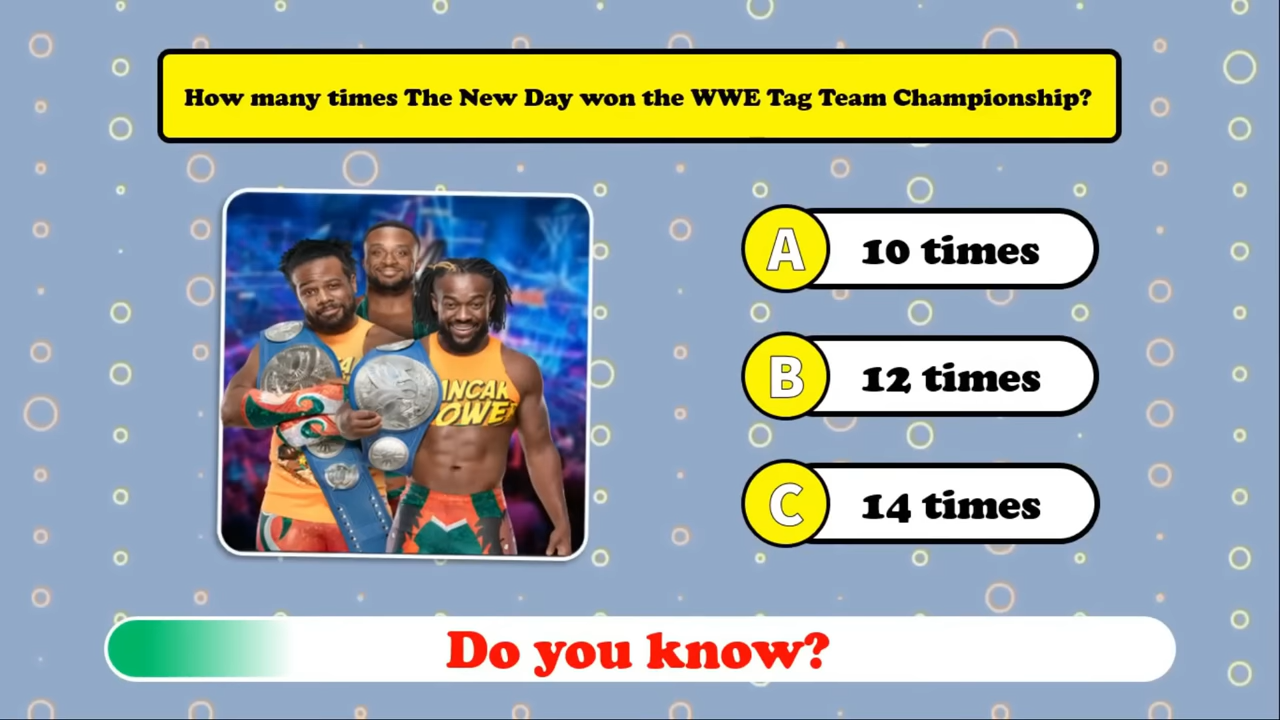 How many times The New Day won the WWE Tag Team Championship?
A 10 times
B 12 times
C 14 times
Do you know?